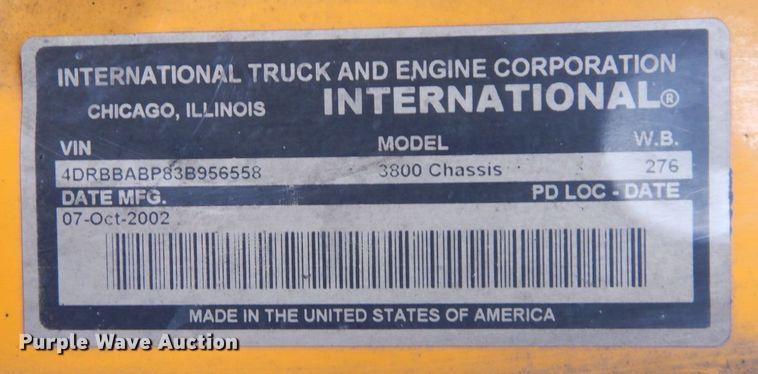 INTERNATIONAL TRUCK AND ENGINE CORPORATION
CHICAGO, ILLINOIS INTERNATIONAL®
VIN MODEL W.B.
4DRBBABP83B956558 3800 Chassis 276
DATE MFG. PD LOC - DATE
07-Oct-2002
MADE IN THE UNITED STATES OF AMERICA
Purple Wave Auction